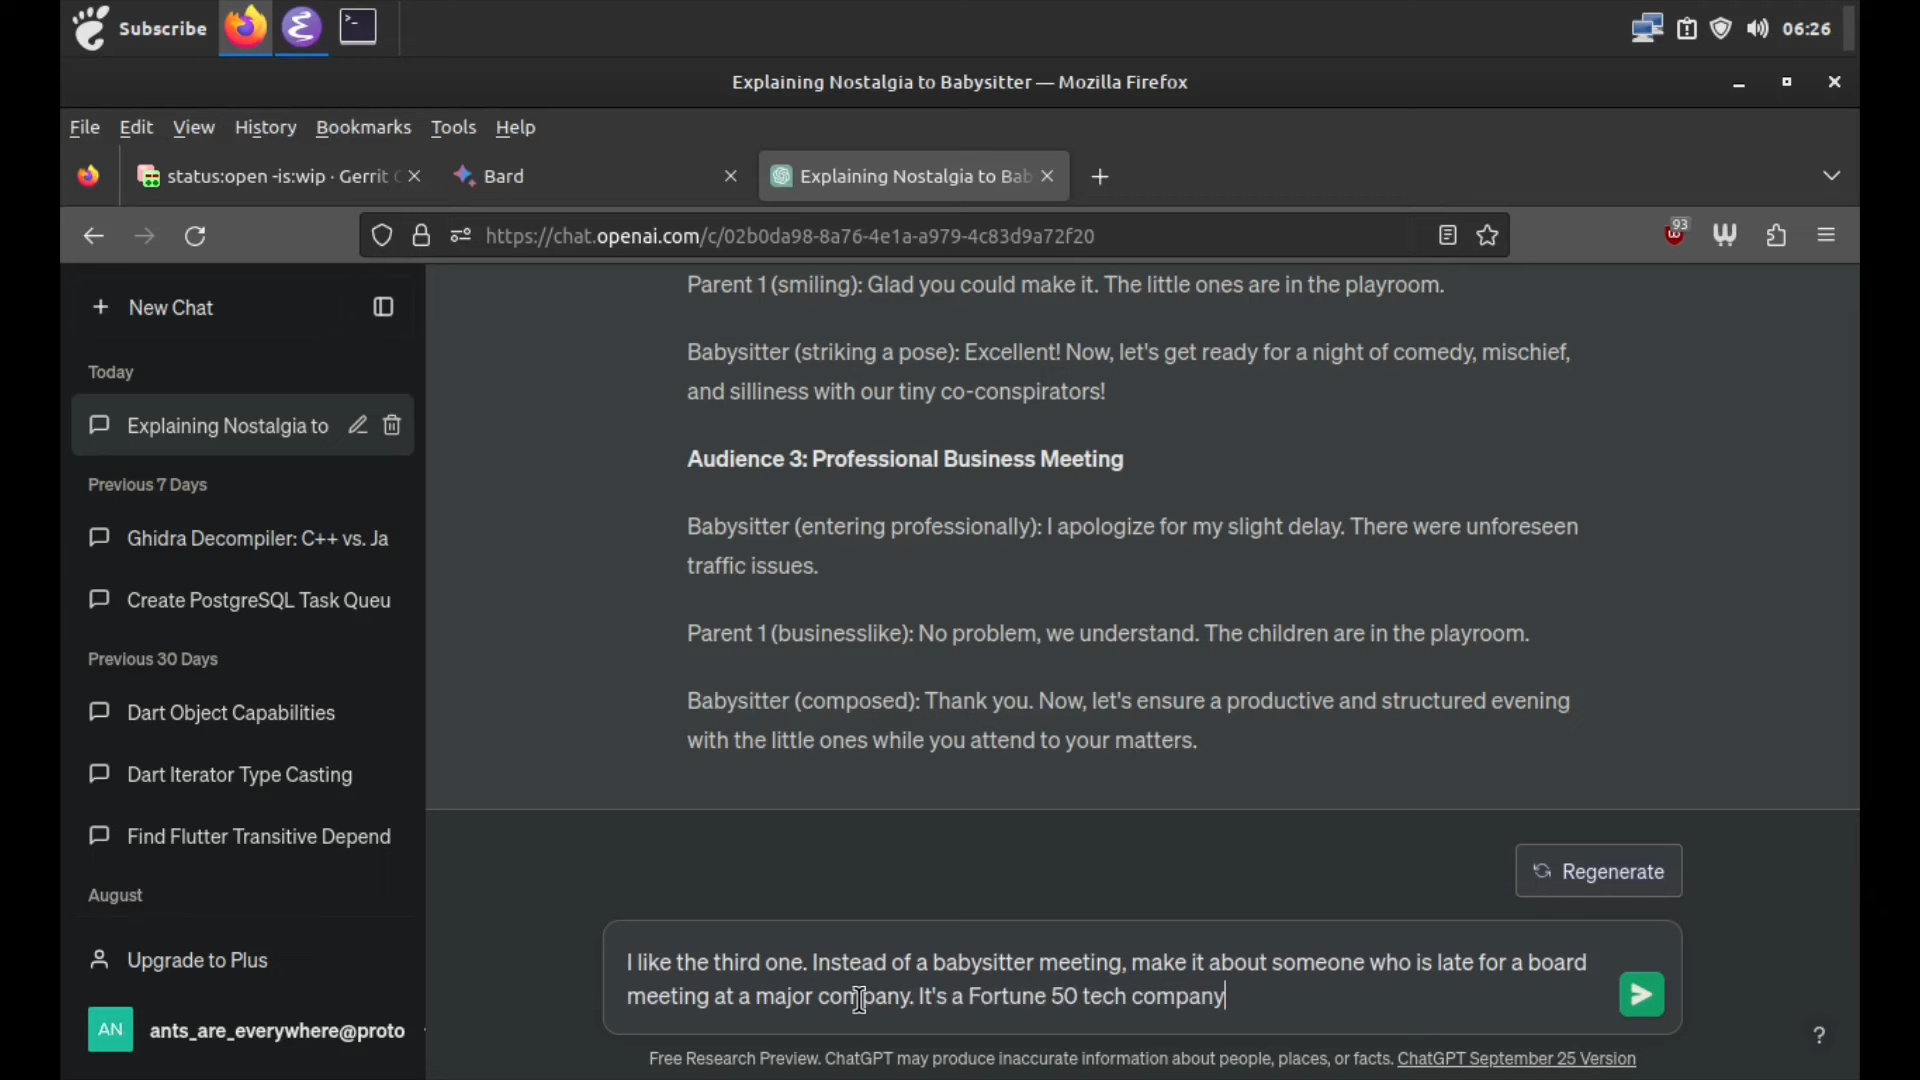 Subscribe
06:26
Explaining Nostalgia to Babysitter — Mozilla Firefox
File Edit View History Bookmarks Tools Help
status:open -is:wip · Gerrit C
Bard
Explaining Nostalgia to Bab
https://chat.openai.com/c/02b0da98-8a76-4e1a-a979-4c83d9a72f20
93
New Chat
Today
Explaining Nostalgia to
Previous 7 Days
Ghidra Decompiler: C++ vs. Ja
Create PostgreSQL Task Queu
Previous 30 Days
Dart Object Capabilities
Dart Iterator Type Casting
Find Flutter Transitive Depend
August
Upgrade to Plus
AN
ants_are_everywhere@proto
Parent 1 (smiling): Glad you could make it. The little ones are in the playroom.
Babysitter (striking a pose): Excellent! Now, let's get ready for a night of comedy, mischief,
and silliness with our tiny co-conspirators!
Audience 3: Professional Business Meeting
Babysitter (entering professionally): I apologize for my slight delay. There were unforeseen
traffic issues.
Parent 1 (businesslike): No problem, we understand. The children are in the playroom.
Babysitter (composed): Thank you. Now, let's ensure a productive and structured evening
with the little ones while you attend to your matters.
Regenerate
I like the third one. Instead of a babysitter meeting, make it about someone who is late for a board
meeting at a major company. It's a Fortune 50 tech company
?
Free Research Preview. ChatGPT may produce inaccurate information about people, places, or facts. ChatGPT September 25 Version